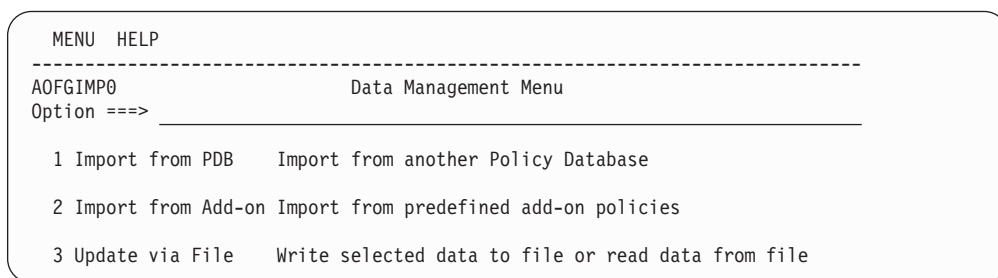 MENU HELP
------------------------------------------------------------------------------
AOFGIMP0 Data Management Menu
Option ===>
1 Import from PDB Import from another Policy Database
2 Import from Add-on Import from predefined add-on policies
3 Update via File Write selected data to file or read data from file